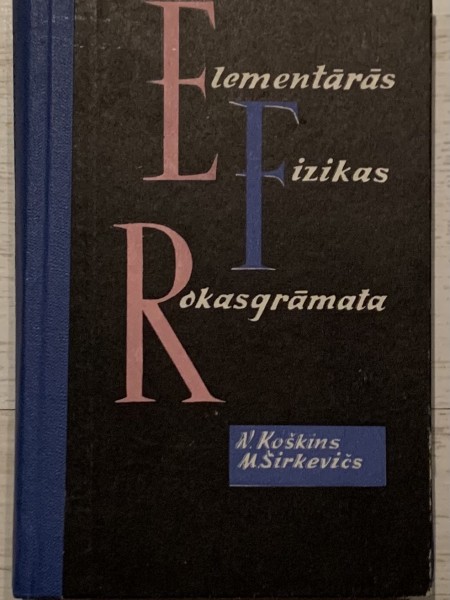 Elementārās
Fizikas
Rokasgrāmata
N. Koškins
M. Širkevičs